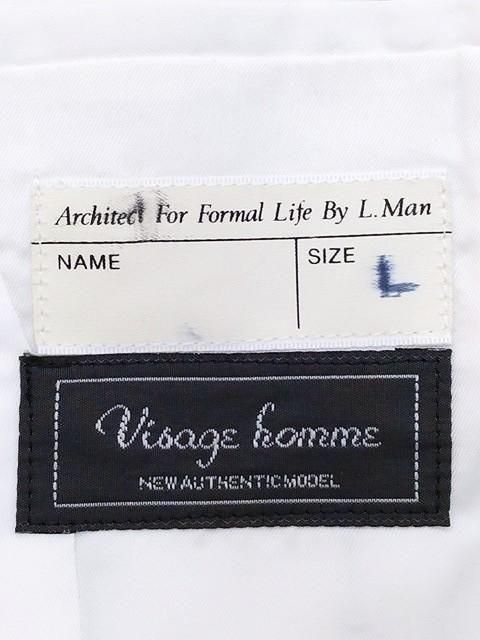 Architect For Formal Life By L. Man
NAME
SIZE L
Visage homme
NEW AUTHENTIC MODEL